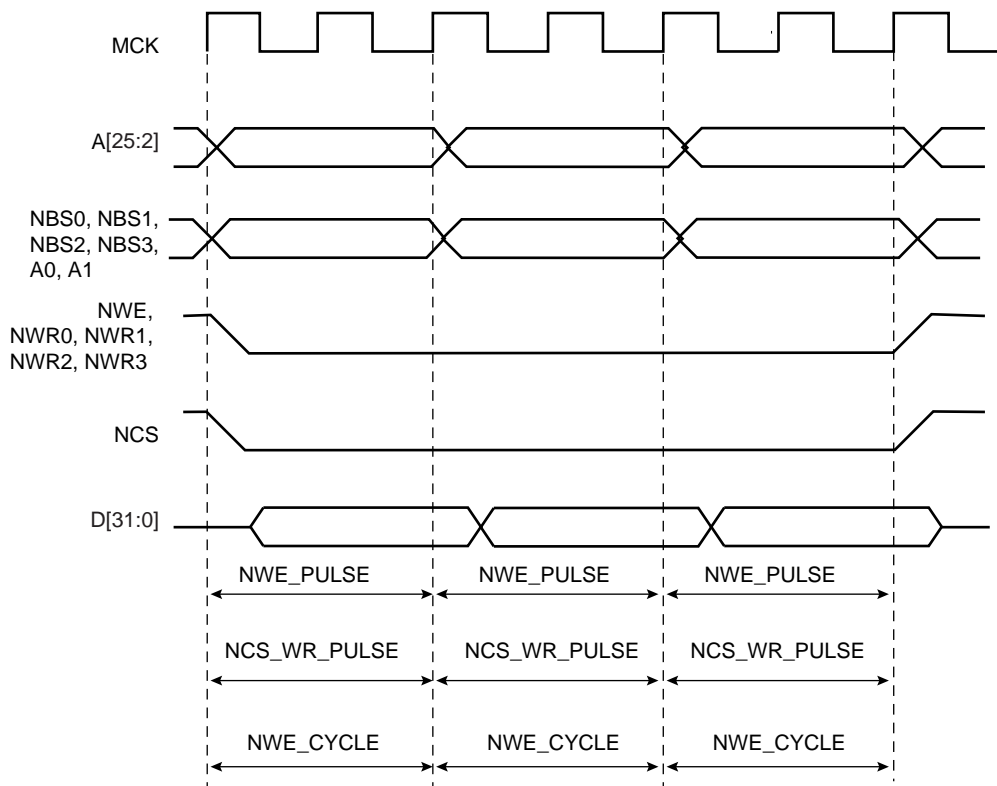 MCK
A[25:2]
NBS0, NBS1,
NBS2, NBS3,
A0, A1
NWE,
NWR0, NWR1,
NWR2, NWR3
NCS
D[31:0]
NWE_PULSE NWE_PULSE NWE_PULSE
NCS_WR_PULSE NCS_WR_PULSE NCS_WR_PULSE
NWE_CYCLE NWE_CYCLE NWE_CYCLE